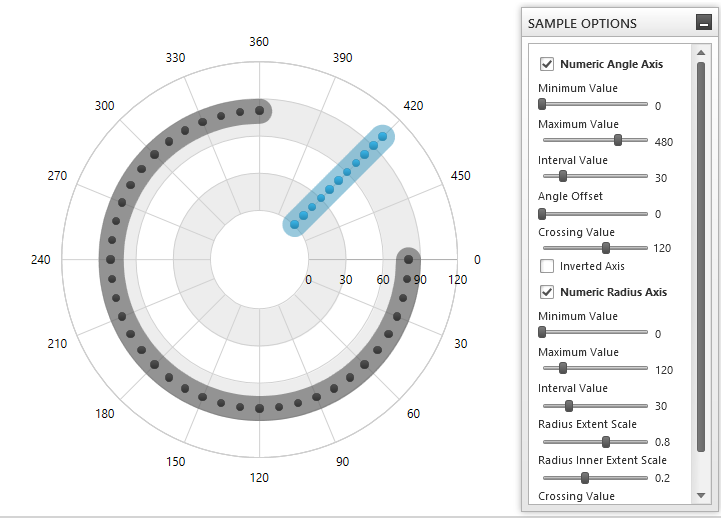 360
330 390
300 420
270 450
240 0
0 30 60 90 120
210 30
180 60
150 90
120
SAMPLE OPTIONS
Numeric Angle Axis
Minimum Value
0
Maximum Value
480
Interval Value
30
Angle Offset
0
Crossing Value
120
Inverted Axis
Numeric Radius Axis
Minimum Value
0
Maximum Value
120
Interval Value
30
Radius Extent Scale
0.8
Radius Inner Extent Scale
0.2
Crossing Value